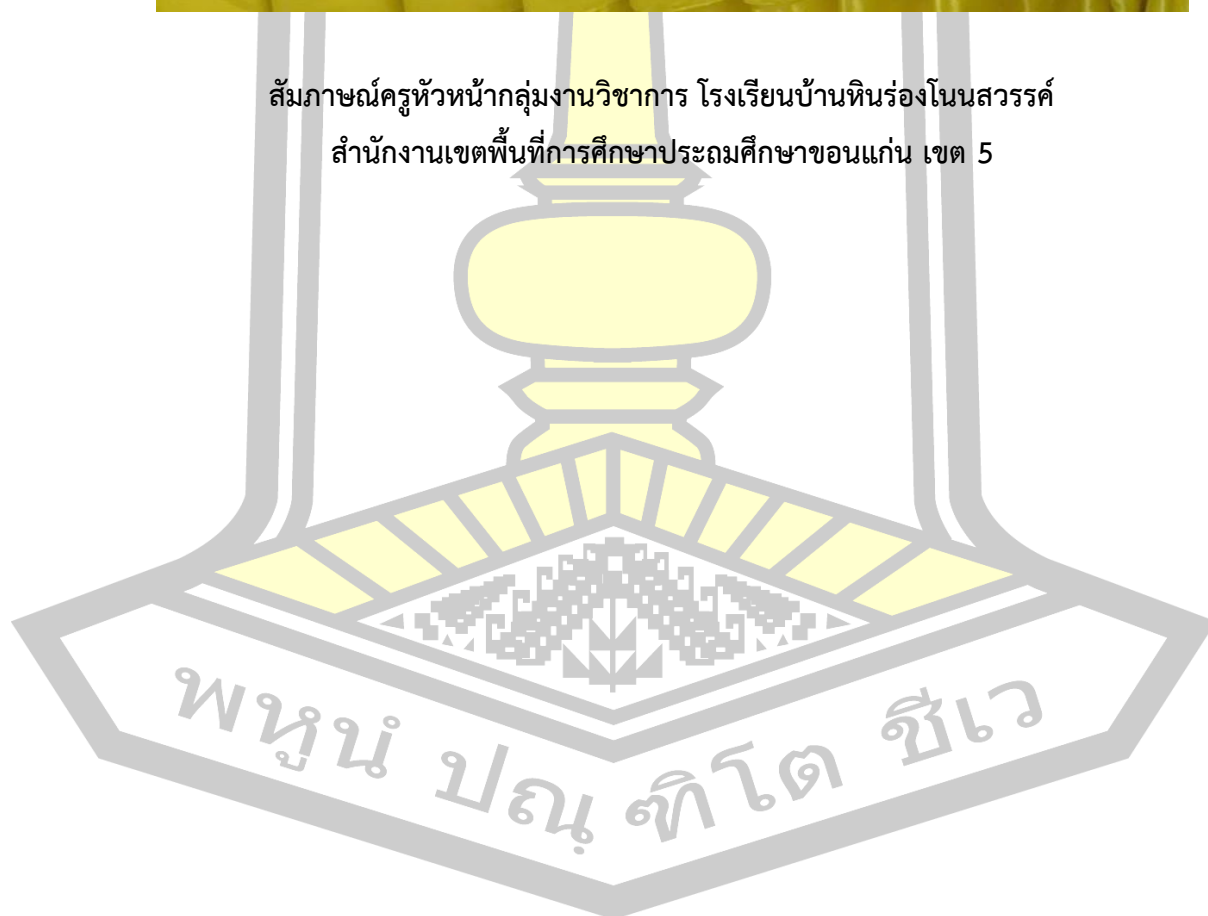 สัมภาษณ์ครูหัวหน้ากลุ่มงานวิชาการ โรงเรียนบ้านหินร่องโนนสวรรค์
สำนักงานเขตพื้นที่การศึกษาประถมศึกษาขอนแก่น เขต 5
พหูนํ ปณฺฑิโต ชีเว